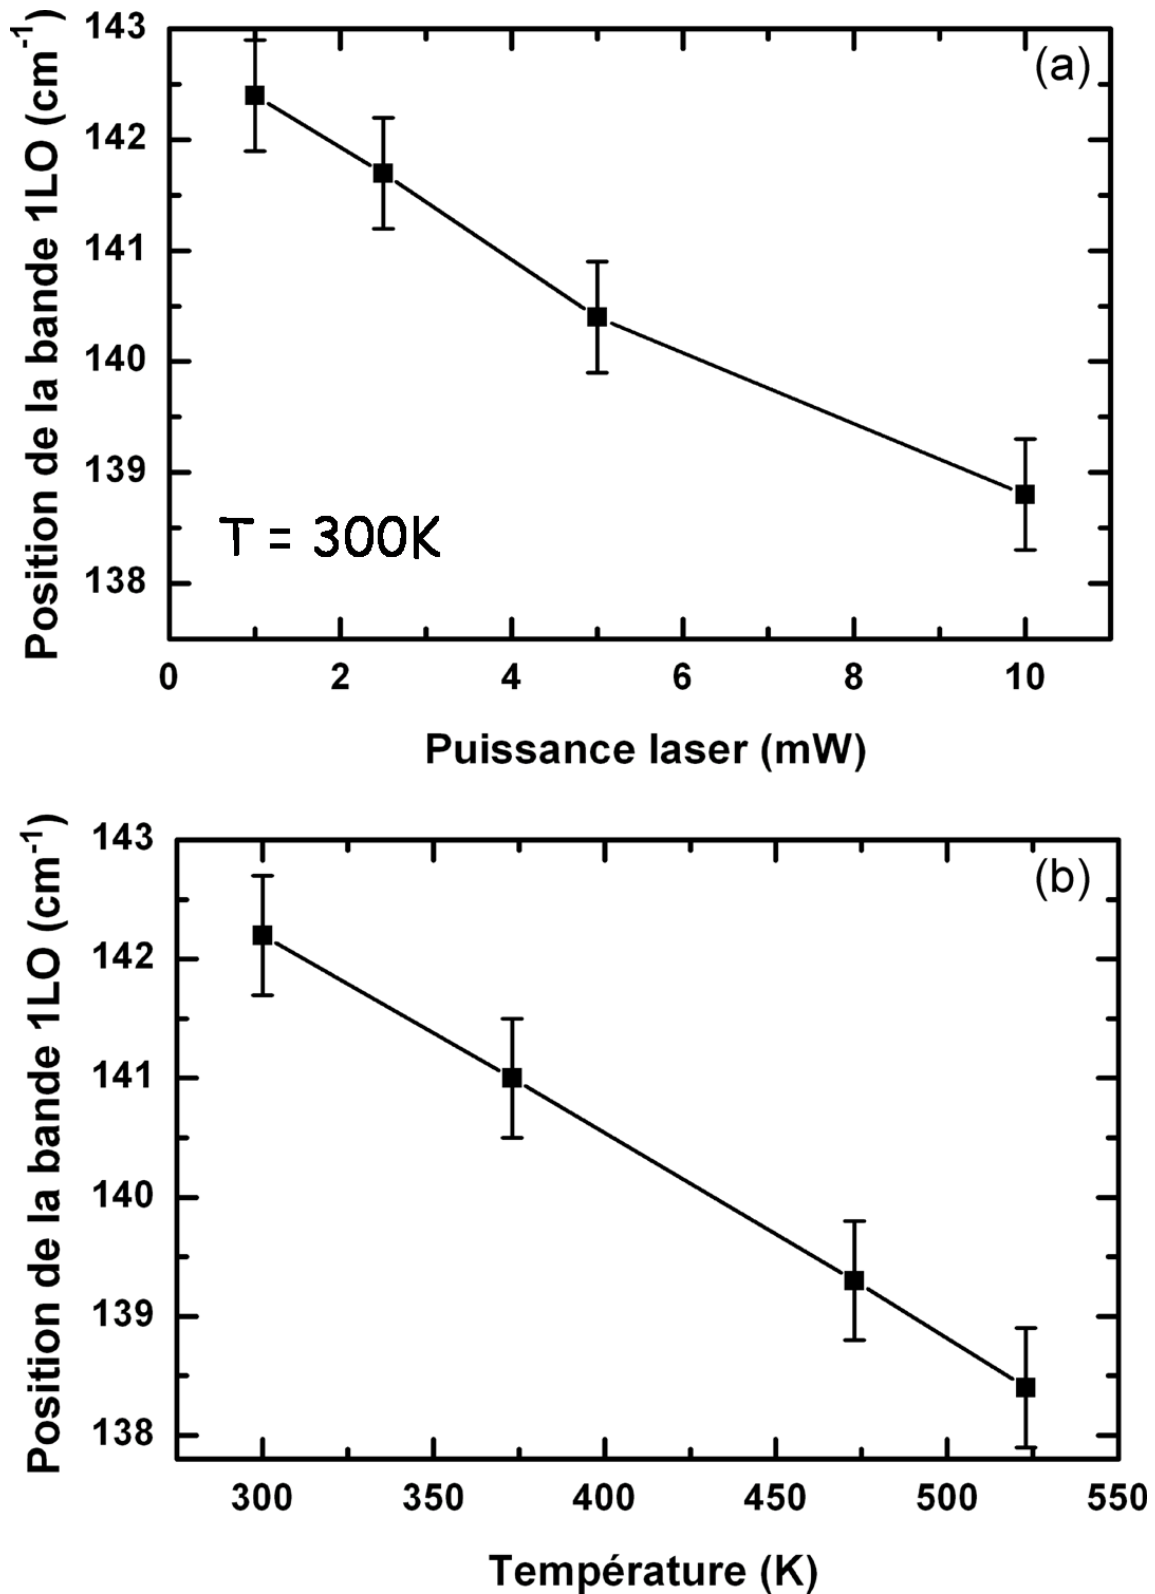 Position de la bande 1LO (cm⁻¹)
143
142
141
140
139
138
(a)
T = 300K
0 2 4 6 8 10
Puissance laser (mW)
Position de la bande 1LO (cm⁻¹)
143
142
141
140
139
138
(b)
300 350 400 450 500 550
Température (K)